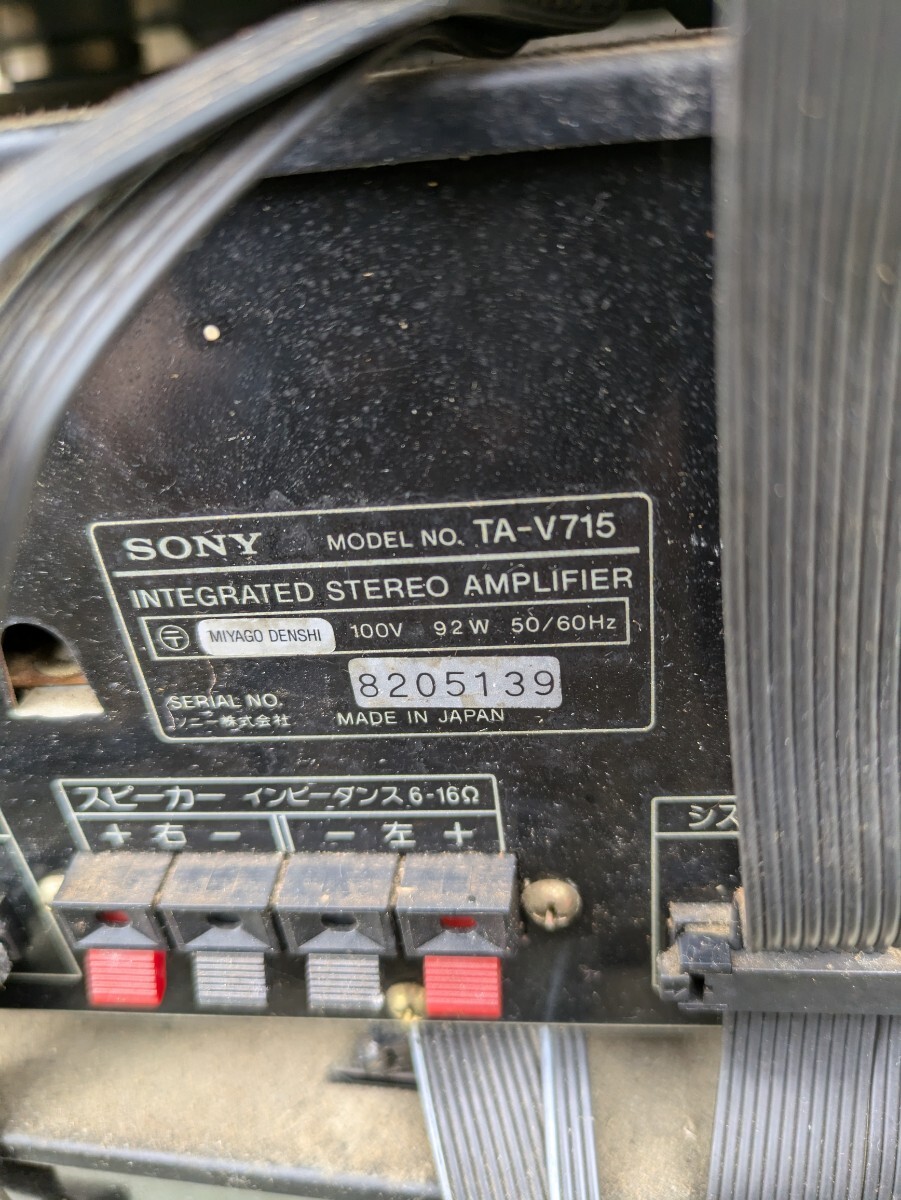 SONY MODEL NO. TA-V715
INTEGRATED STEREO AMPLIFIER
〒 MIYAGO DENSHI 100V 92W 50/60Hz
SERIAL NO. 8205139
ソニー株式会社 MADE IN JAPAN
スピーカー インピーダンス 6-16Ω
+ 右 − − 左 +
シス